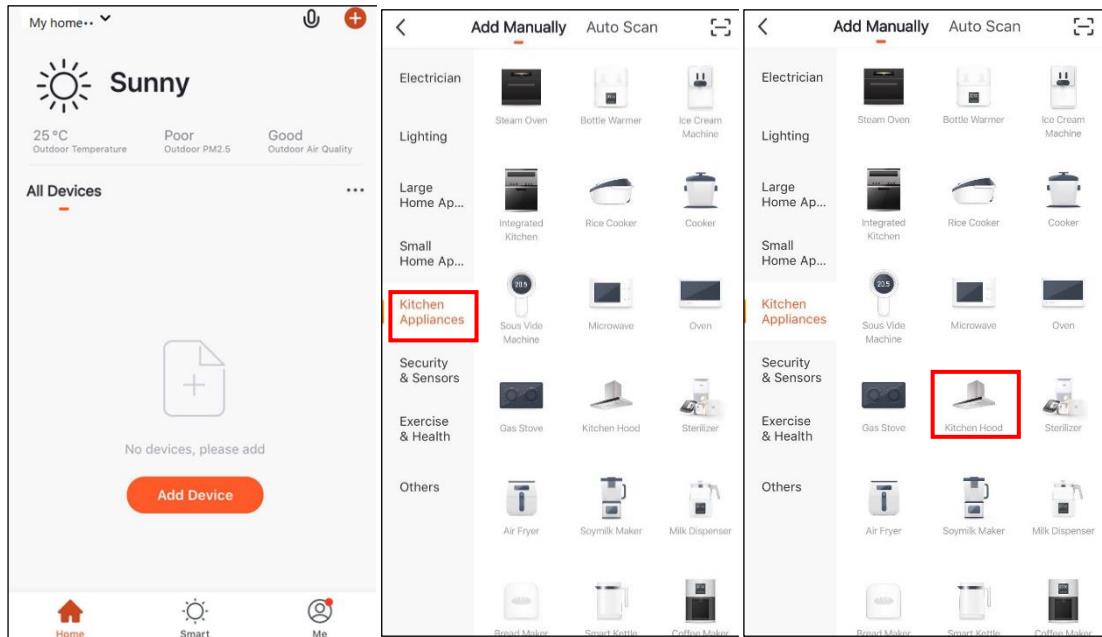 My home··
Sunny
25 °C
Poor
Good
Outdoor Temperature
Outdoor PM2.5
Outdoor Air Quality
All Devices
No devices, please add
Add Device
Home
Smart
Me
Add Manually
Auto Scan
Electrician
Lighting
Large
Home Ap...
Small
Home Ap...
Kitchen
Appliances
Security
& Sensors
Exercise
& Health
Others
Steam Oven
Bottle Warmer
Ice Cream
Machine
Integrated
Kitchen
Rice Cooker
Cooker
20.5
Sous Vide
Machine
Microwave
Oven
Gas Stove
Kitchen Hood
Sterilizer
Air Fryer
Soymilk Maker
Milk Dispenser
Bread Maker
Smart Kettle
Coffee Maker
Add Manually
Auto Scan
Electrician
Lighting
Large
Home Ap...
Small
Home Ap...
Kitchen
Appliances
Security
& Sensors
Exercise
& Health
Others
Steam Oven
Bottle Warmer
Ice Cream
Machine
Integrated
Kitchen
Rice Cooker
Cooker
20.5
Sous Vide
Machine
Microwave
Oven
Gas Stove
Kitchen Hood
Sterilizer
Air Fryer
Soymilk Maker
Milk Dispenser
Bread Maker
Smart Kettle
Coffee Maker